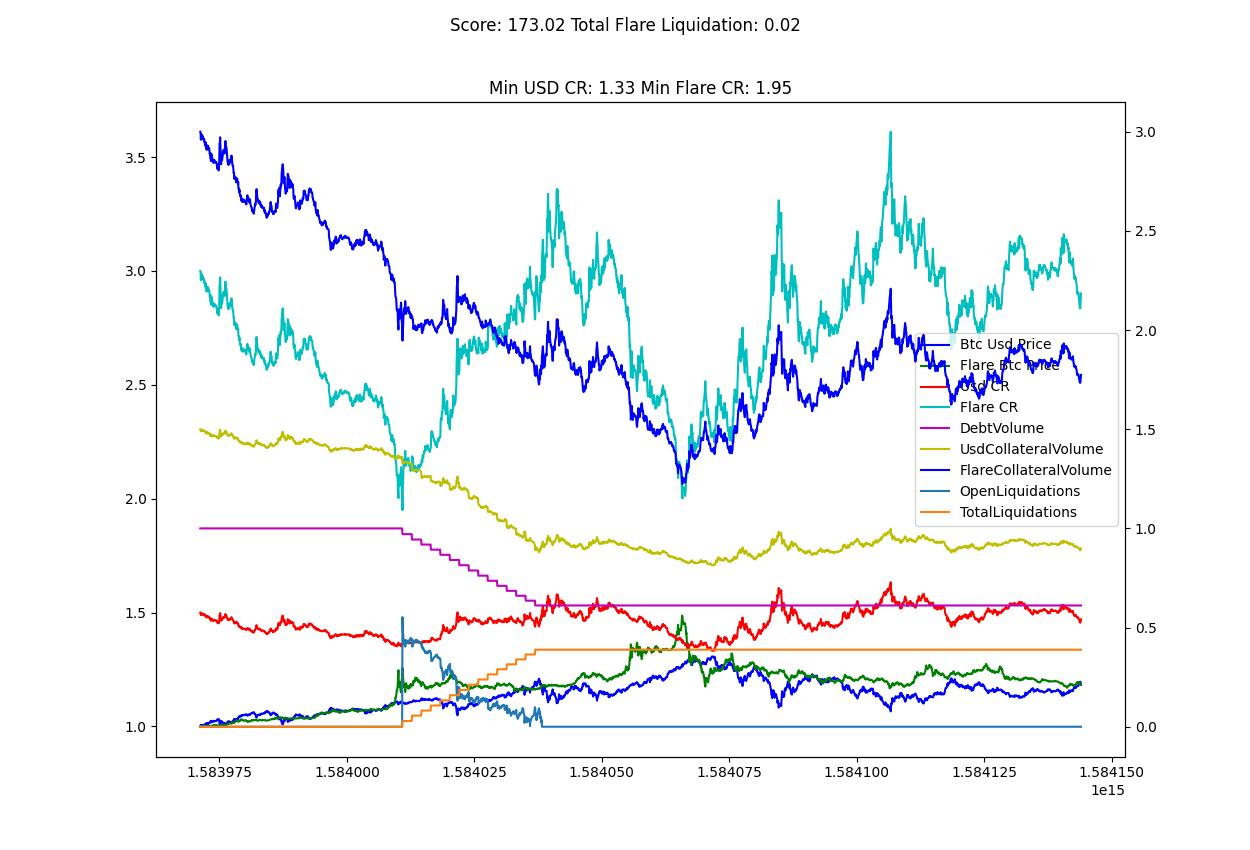 Score: 173.02 Total Flare Liquidation: 0.02
Min USD CR: 1.33 Min Flare CR: 1.95
3.5
3.0
2.5
2.0
1.5
1.0
3.0
2.5
2.0
1.5
1.0
0.5
0.0
Btc Usd Price
Flare Btc Price
Usd CR
Flare CR
DebtVolume
UsdCollateralVolume
FlareCollateralVolume
OpenLiquidations
TotalLiquidations
1.583975 1.584000 1.584025 1.584050 1.584075 1.584100 1.584125 1.584150
1e15